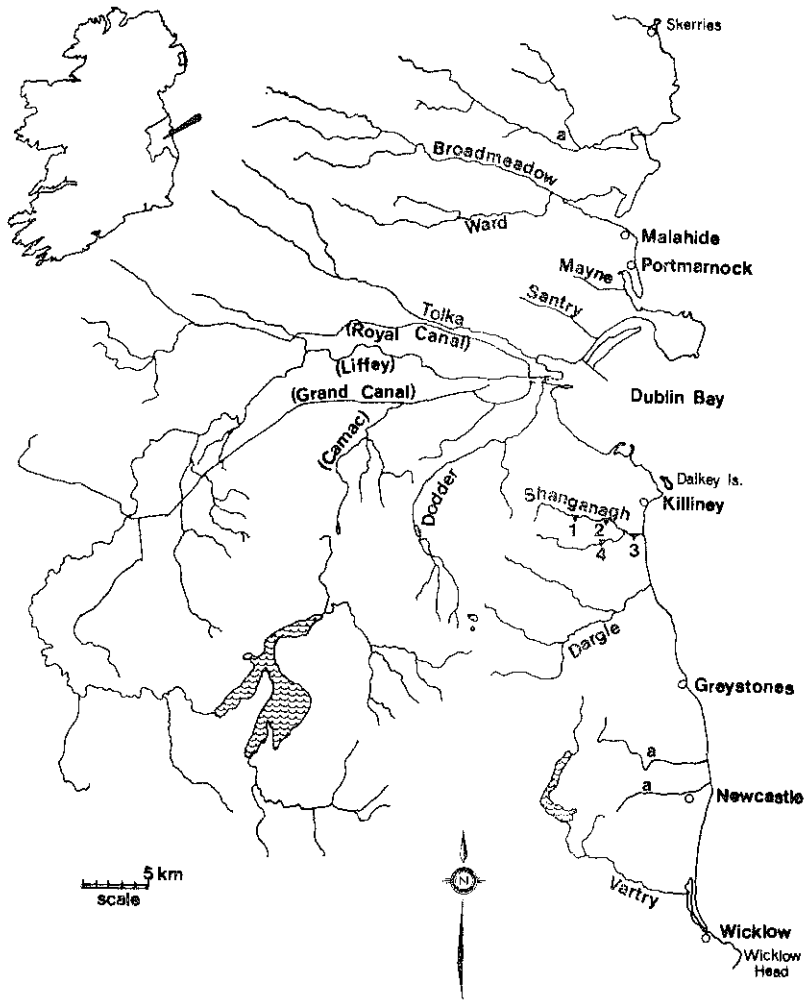 Skerries
a
Broadmeadow
Ward
Malahide
Portmarnock
Mayne
Santry
Tolka
(Royal Canal)
(Liffey)
(Grand Canal)
Dublin Bay
(Camac)
Dodder
Dalkey Is.
Killiney
Shanganagh
1 2
3
4
Dargle
Greystones
a
a
Newcastle
5 km
scale
N
Vartry
Wicklow
Wicklow
Head